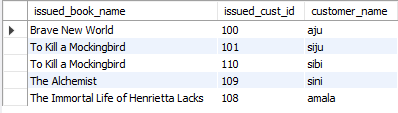 issued_book_name issued_cust_id customer_name
Brave New World 100 aju
To Kill a Mockingbird 101 siju
To Kill a Mockingbird 110 sibi
The Alchemist 109 sini
The Immortal Life of Henrietta Lacks 108 amala